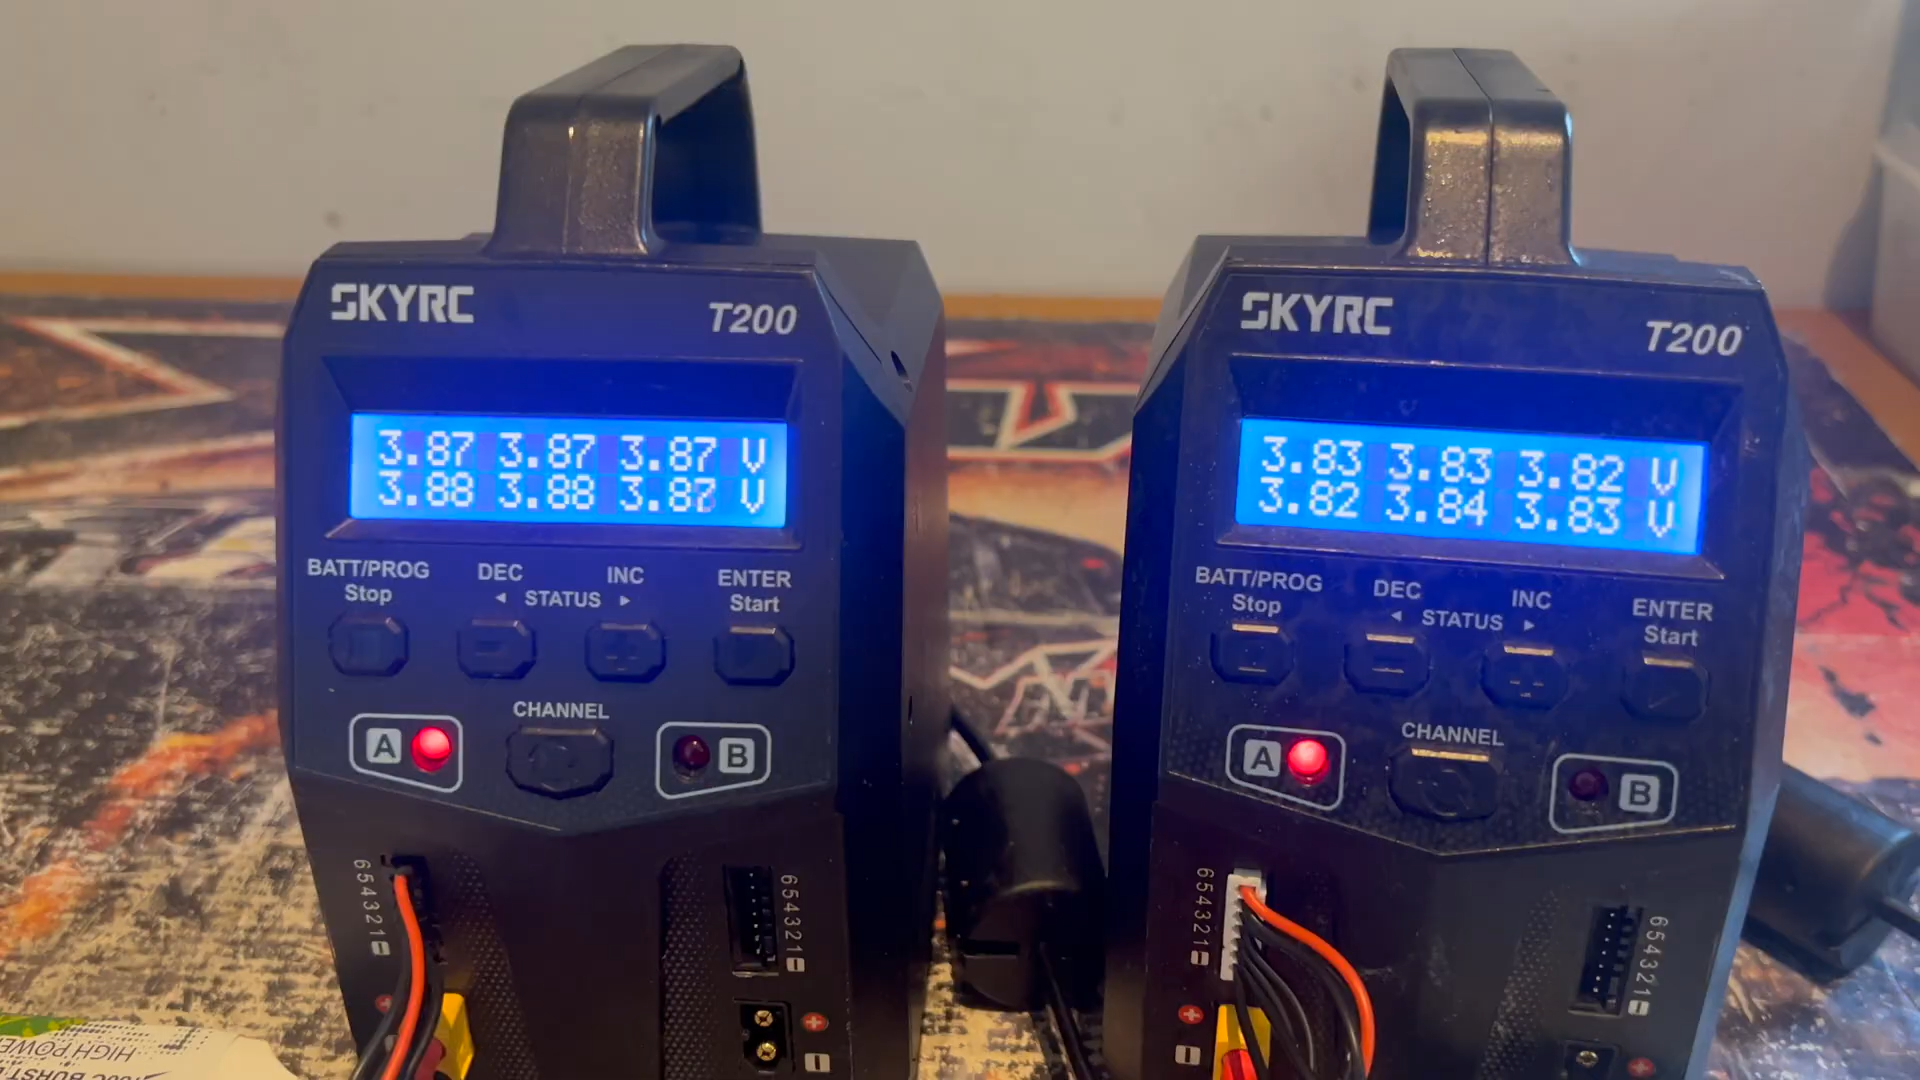 SKYRC
T200
3.87 3.87 3.87 V
3.88 3.88 3.87 V
BATT/PROG
Stop
DEC
INC
◄ STATUS ►
ENTER
Start
CHANNEL
A
B
654321-
654321-
+
+
-
HIGH POWE
SKYRC
T200
3.83 3.83 3.82 V
3.82 3.84 3.83 V
BATT/PROG
Stop
DEC
INC
◄ STATUS ►
ENTER
Start
CHANNEL
A
B
654321-
654321-
+
-
+